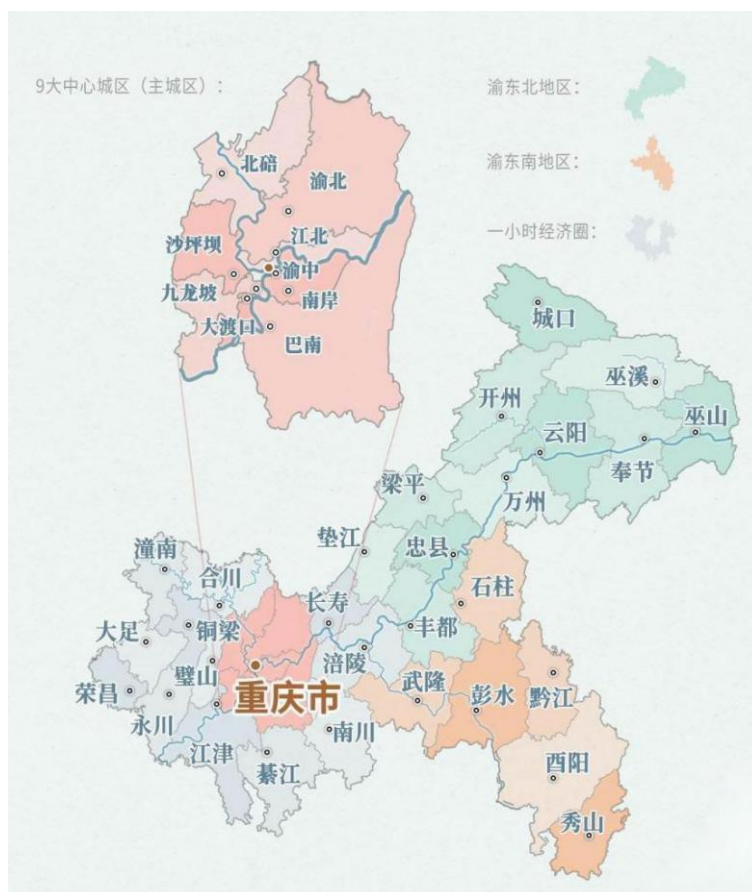 9大中心城区（主城区）：
渝东北地区：
渝东南地区：
一小时经济圈：
北碚
渝北
沙坪坝
江北
渝中
九龙坡
南岸
大渡口
巴南
城口
巫溪
开州
巫山
云阳
奉节
梁平
万州
垫江
忠县
潼南
合川
石柱
长寿
大足
铜梁
丰都
涪陵
璧山
武隆
荣昌
重庆市
彭水
黔江
永川
南川
江津
綦江
酉阳
秀山